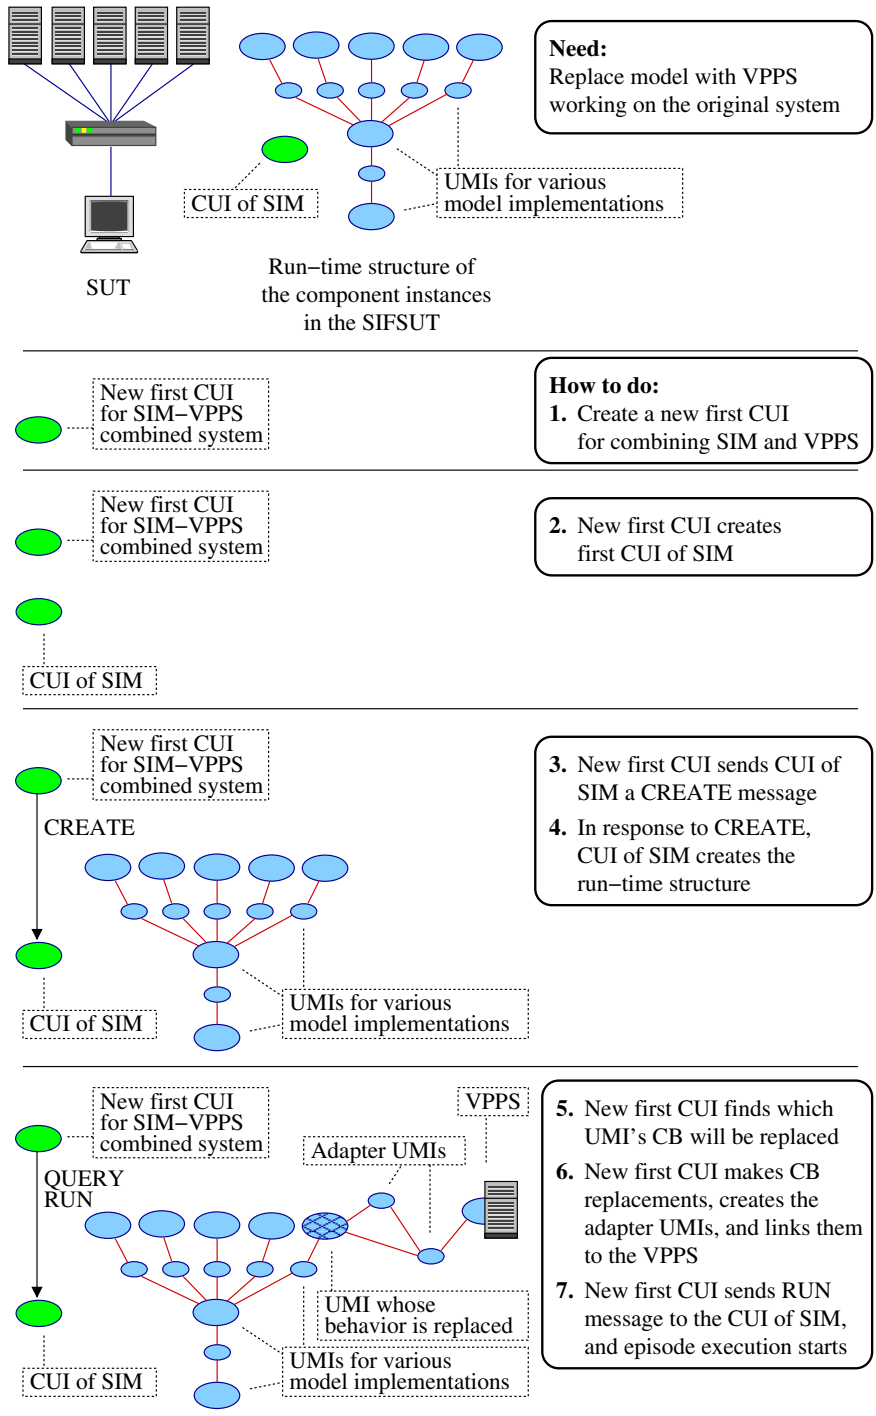 Need:
Replace model with VPPS
working on the original system
CUI of SIM
UMIs for various
model implementations
SUT
Run−time structure of
the component instances
in the SIFSUT
New first CUI
for SIM−VPPS
combined system
How to do:
1. Create a new first CUI
for combining SIM and VPPS
New first CUI
for SIM−VPPS
combined system
2. New first CUI creates
first CUI of SIM
CUI of SIM
New first CUI
for SIM−VPPS
combined system
CREATE
3. New first CUI sends CUI of
SIM a CREATE message
4. In response to CREATE,
CUI of SIM creates the
run−time structure
CUI of SIM
UMIs for various
model implementations
New first CUI
for SIM−VPPS
combined system
VPPS
Adapter UMIs
QUERY
RUN
5. New first CUI finds which
UMI's CB will be replaced
6. New first CUI makes CB
replacements, creates the
adapter UMIs, and links them
to the VPPS
7. New first CUI sends RUN
message to the CUI of SIM,
and episode execution starts
UMI whose
behavior is replaced
CUI of SIM
UMIs for various
model implementations